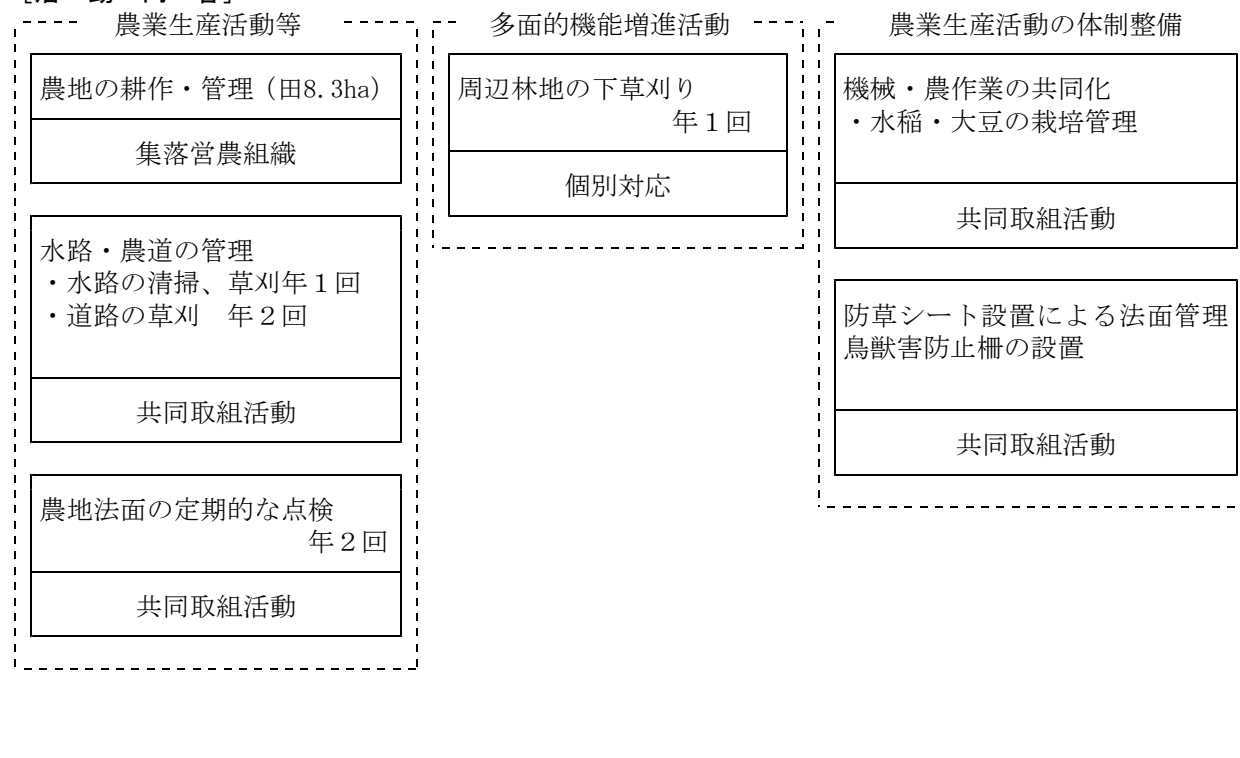 農業生産活動等
農地の耕作・管理（田8.3ha）
集落営農組織
水路・農道の管理
・水路の清掃、草刈年１回
・道路の草刈　年２回
共同取組活動
農地法面の定期的な点検
年２回
共同取組活動
多面的機能増進活動
周辺林地の下草刈り
年１回
個別対応
農業生産活動の体制整備
機械・農作業の共同化
・水稲・大豆の栽培管理
共同取組活動
防草シート設置による法面管理
鳥獣害防止柵の設置
共同取組活動